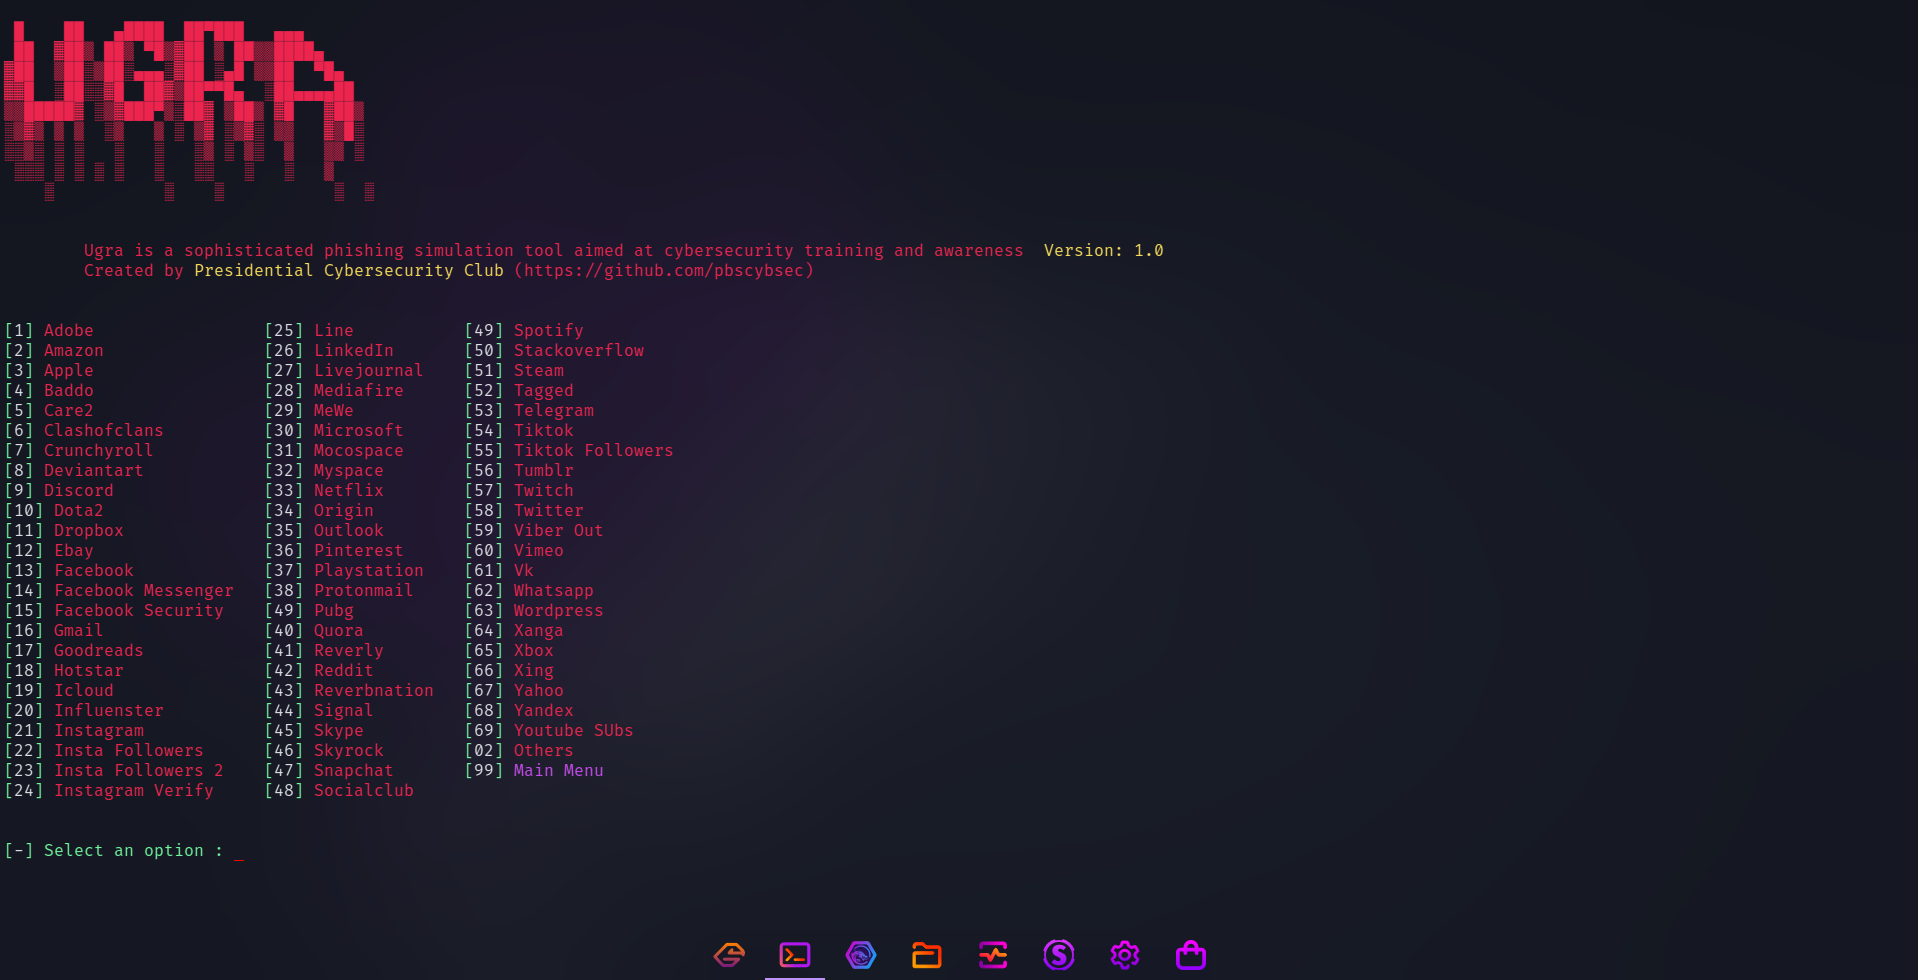 UGRA
Ugra is a sophisticated phishing simulation tool aimed at cybersecurity training and awareness  Version: 1.0
Created by Presidential Cybersecurity Club (https://github.com/pbscybsec)
[1] Adobe [25] Line [49] Spotify
[2] Amazon [26] LinkedIn [50] Stackoverflow
[3] Apple [27] Livejournal [51] Steam
[4] Baddo [28] Mediafire [52] Tagged
[5] Care2 [29] MeWe [53] Telegram
[6] Clashofclans [30] Microsoft [54] Tiktok
[7] Crunchyroll [31] Mocospace [55] Tiktok Followers
[8] Deviantart [32] Myspace [56] Tumblr
[9] Discord [33] Netflix [57] Twitch
[10] Dota2 [34] Origin [58] Twitter
[11] Dropbox [35] Outlook [59] Viber Out
[12] Ebay [36] Pinterest [60] Vimeo
[13] Facebook [37] Playstation [61] Vk
[14] Facebook Messenger [38] Protonmail [62] Whatsapp
[15] Facebook Security [49] Pubg [63] Wordpress
[16] Gmail [40] Quora [64] Xanga
[17] Goodreads [41] Reverly [65] Xbox
[18] Hotstar [42] Reddit [66] Xing
[19] Icloud [43] Reverbnation [67] Yahoo
[20] Influenster [44] Signal [68] Yandex
[21] Instagram [45] Skype [69] Youtube SUbs
[22] Insta Followers [46] Skyrock [02] Others
[23] Insta Followers 2 [47] Snapchat [99] Main Menu
[24] Instagram Verify [48] Socialclub
[-] Select an option : _